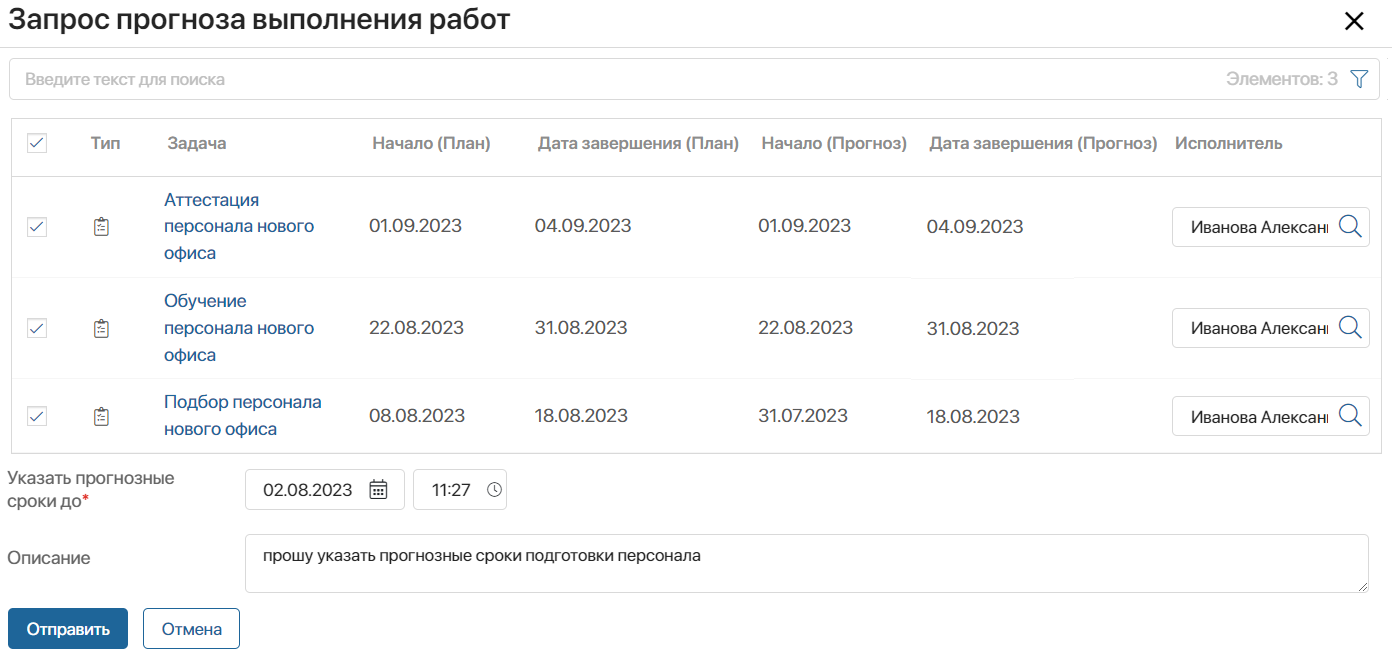 Запрос прогноза выполнения работ
Введите текст для поиска Элементов: 3
Тип Задача Начало (План) Дата завершения (План) Начало (Прогноз) Дата завершения (Прогноз) Исполнитель
Аттестация
персонала нового 01.09.2023 04.09.2023 01.09.2023 04.09.2023 Иванова Алексан
офиса
Обучение
персонала нового 22.08.2023 31.08.2023 22.08.2023 31.08.2023 Иванова Алексан
офиса
Подбор персонала
нового офиса 08.08.2023 18.08.2023 31.07.2023 18.08.2023 Иванова Алексан
Указать прогнозные
сроки до* 02.08.2023 11:27
Описание прошу указать прогнозные сроки подготовки персонала
Отправить Отмена